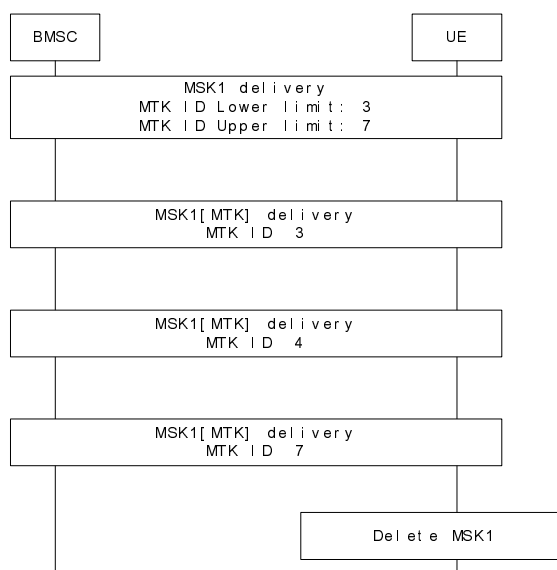 BMSC
UE
MSK1 delivery
MTK ID Lower limit: 3
MTK ID Upper limit: 7
MSK1[MTK] delivery
MTK ID 3
MSK1[MTK] delivery
MTK ID 4
MSK1[MTK] delivery
MTK ID 7
Delete MSK1